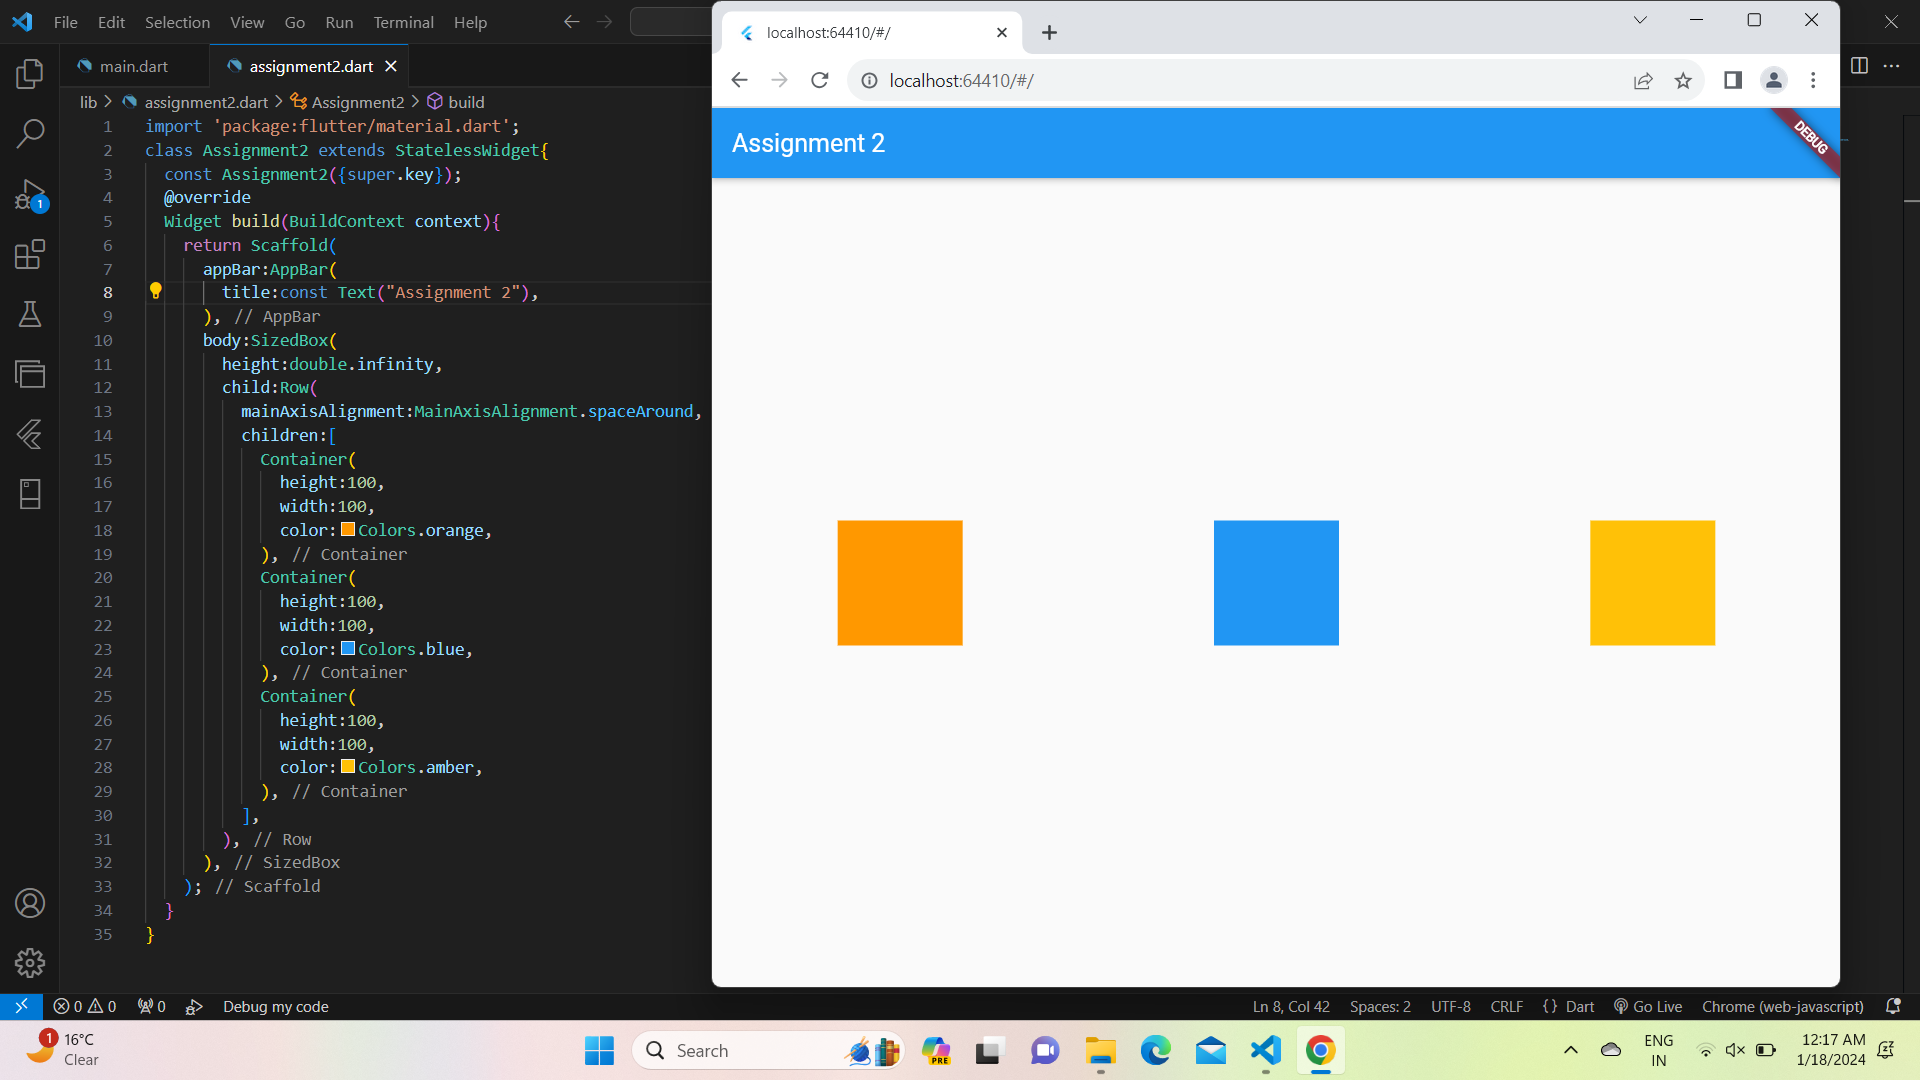 File Edit Selection View Go Run Terminal Help
main.dart
assignment2.dart
lib > assignment2.dart > Assignment2 > build
1 import 'package:flutter/material.dart';
2 class Assignment2 extends StatelessWidget{
3 const Assignment2({super.key});
4 @override
5 Widget build(BuildContext context){
6 return Scaffold(
7 appBar:AppBar(
8 title:const Text("Assignment 2"),
9 ), // AppBar
10 body:SizedBox(
11 height:double.infinity,
12 child:Row(
13 mainAxisAlignment:MainAxisAlignment.spaceAround,
14 children:[
15 Container(
16 height:100,
17 width:100,
18 color:Colors.orange,
19 ), // Container
20 Container(
21 height:100,
22 width:100,
23 color:Colors.blue,
24 ), // Container
25 Container(
26 height:100,
27 width:100,
28 color:Colors.amber,
29 ), // Container
30 ],
31 ), // Row
32 ), // SizedBox
33 ); // Scaffold
34 }
35 }
1
localhost:64410/#/
localhost:64410/#/
Assignment 2
DEBUG
0 0 0 Debug my code
Ln 8, Col 42 Spaces: 2 UTF-8 CRLF {} Dart Go Live Chrome (web-javascript)
1
16°C
Clear
Search
PRE
ENG
IN
12:17 AM
1/18/2024